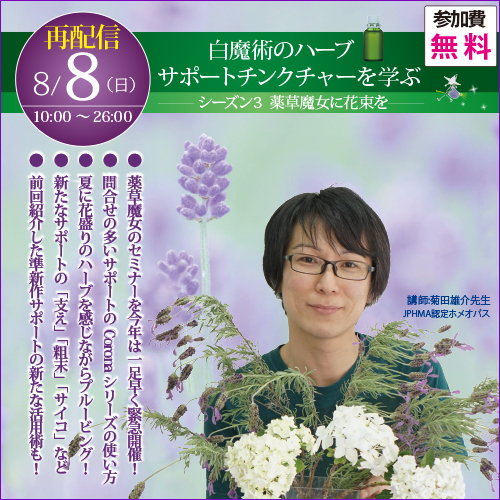 再配信
8/8(日)
10:00 ～ 26:00
白魔術のハーブ
サポートチンクチャーを学ぶ
シーズン3 薬草魔女に花束を
参加費
無料
● 薬草魔女のセミナーを今年は一足早く緊急開催！
● 問合せの多いサポートのCoronaシリーズの使い方
● 夏に花盛りのハーブを感じながらプルービング！
● 新たなサポートの「支え」「粗末」「サイコ」など
● 前回紹介した準新作サポートの新たな活用術も！
講師:菊田雄介先生
JPHMA認定ホメオパス